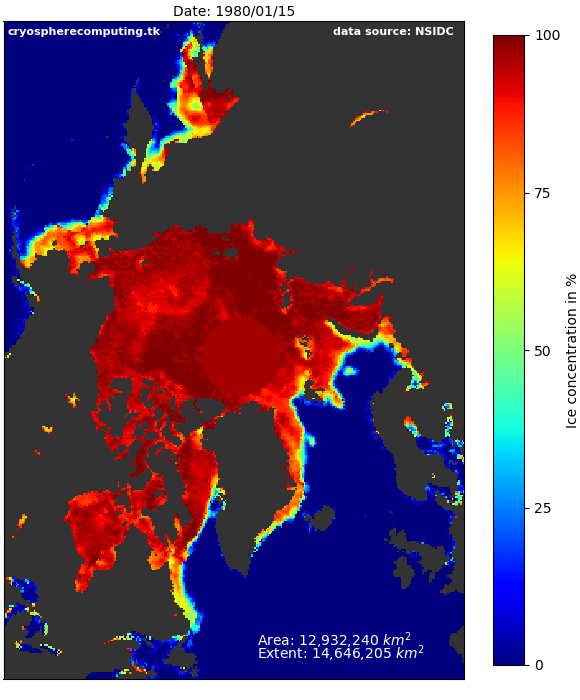 Date: 1980/01/15
cryospherecomputing.tk
data source: NSIDC
100
75
50
25
0
Ice concentration in %
Area: 12,932,240 km²
Extent: 14,646,205 km²